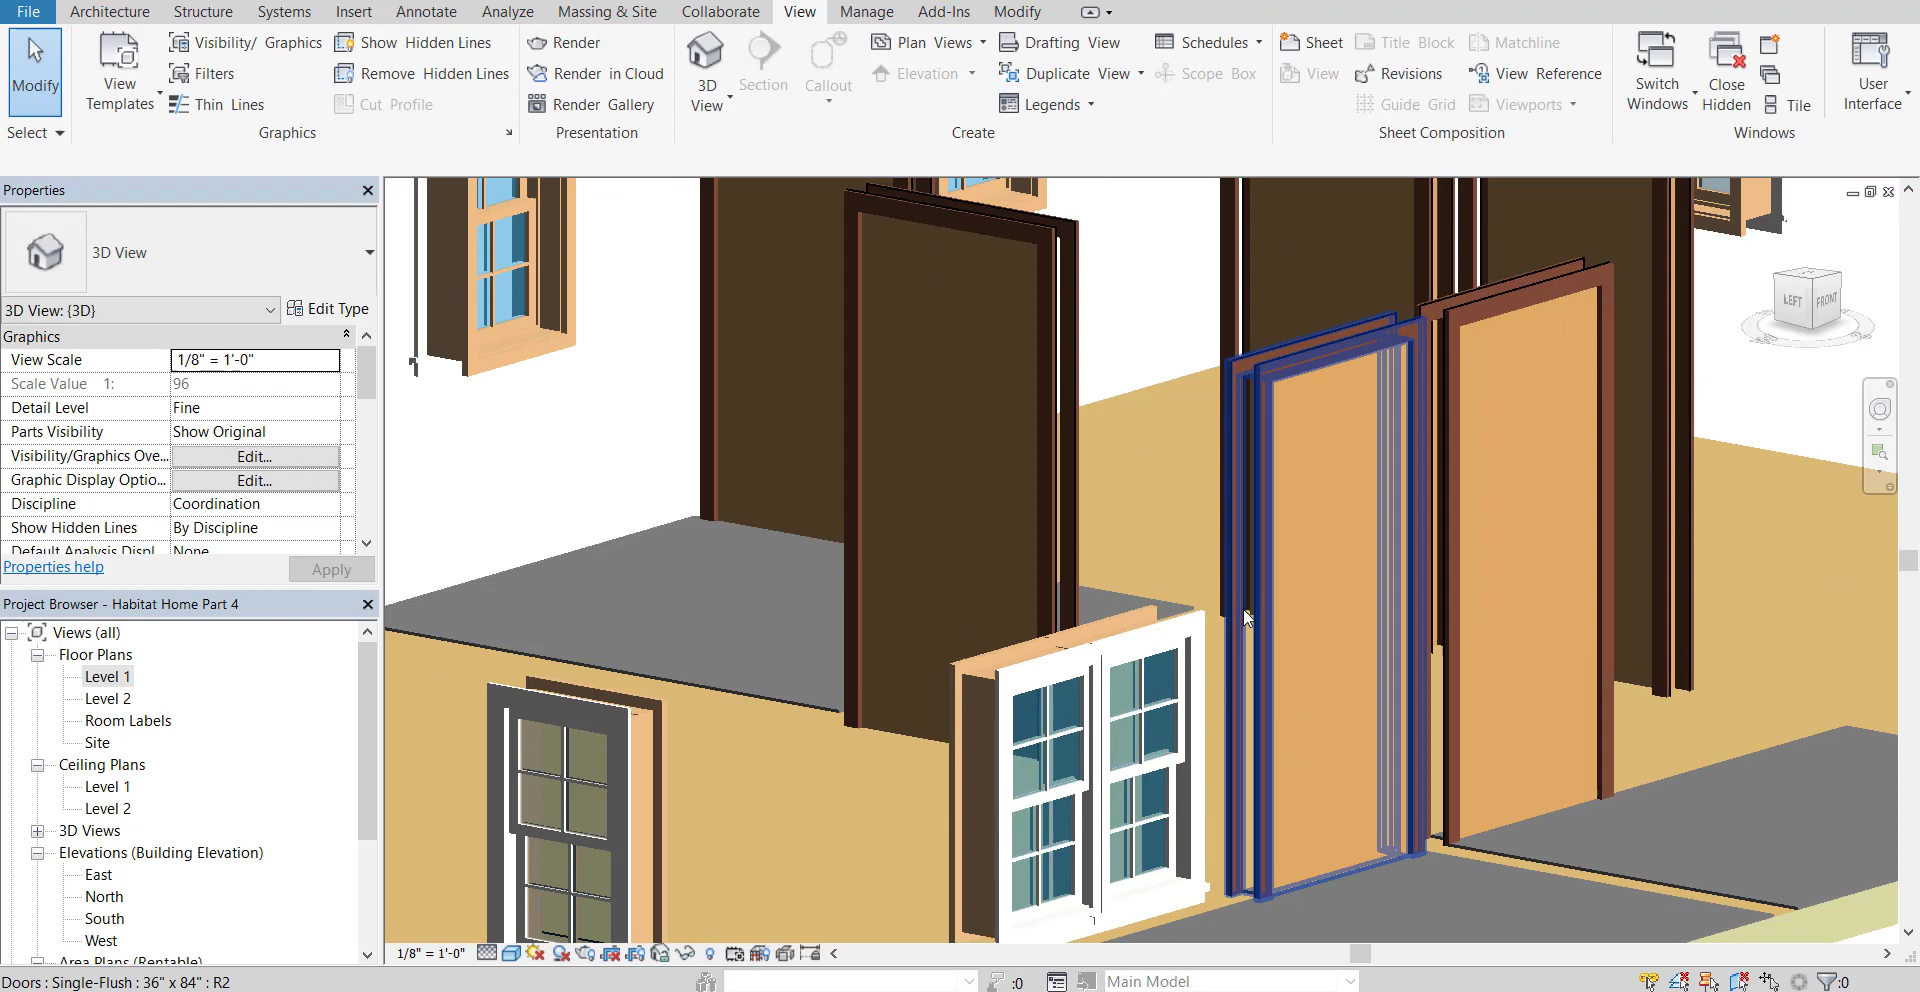 File Architecture Structure Systems Insert Annotate Analyze Massing & Site Collaborate View Manage Add-Ins Modify
Modify
Select
View
Templates
Visibility/ Graphics
Filters
Thin Lines
Show Hidden Lines
Remove Hidden Lines
Cut Profile
Graphics
Render
Render in Cloud
Render Gallery
Presentation
3D
View
Section
Callout
Plan Views
Elevation
Drafting View
Duplicate View
Legends
Schedules
Scope Box
Create
Sheet
View
Title Block
Revisions
Guide Grid
Matchline
View Reference
Viewports
Sheet Composition
Switch
Windows
Close
Hidden
Tile
Windows
User
Interface
Properties
3D View
3D View: {3D}
Edit Type
Graphics
View Scale 1/8" = 1'-0"
Scale Value 1: 96
Detail Level Fine
Parts Visibility Show Original
Visibility/Graphics Ove... Edit...
Graphic Display Optio... Edit...
Discipline Coordination
Show Hidden Lines By Discipline
Default Analysis Displ None
Properties help
Apply
Project Browser - Habitat Home Part 4
Views (all)
Floor Plans
Level 1
Level 2
Room Labels
Site
Ceiling Plans
Level 1
Level 2
3D Views
Elevations (Building Elevation)
East
North
South
West
Area Plans (Rentable)
LEFT FRONT
1/8" = 1'-0"
Doors : Single-Flush : 36" x 84" : R2
:0
Main Model
:0